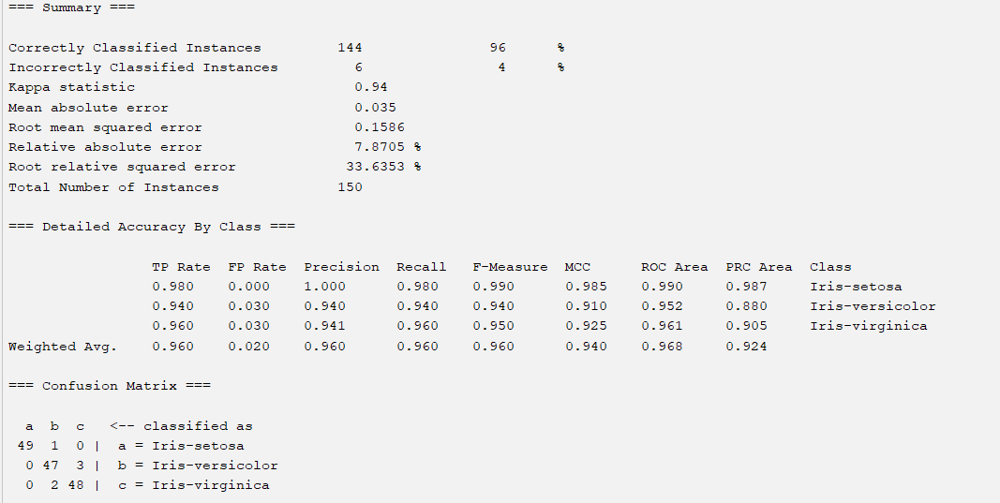 === Summary ===
Correctly Classified Instances 144 96 %
Incorrectly Classified Instances 6 4 %
Kappa statistic 0.94
Mean absolute error 0.035
Root mean squared error 0.1586
Relative absolute error 7.8705 %
Root relative squared error 33.6353 %
Total Number of Instances 150
=== Detailed Accuracy By Class ===
TP Rate FP Rate Precision Recall F-Measure MCC ROC Area PRC Area Class
0.980 0.000 1.000 0.980 0.990 0.985 0.990 0.987 Iris-setosa
0.940 0.030 0.940 0.940 0.940 0.910 0.952 0.880 Iris-versicolor
0.960 0.030 0.941 0.960 0.950 0.925 0.961 0.905 Iris-virginica
Weighted Avg. 0.960 0.020 0.960 0.960 0.960 0.940 0.968 0.924
=== Confusion Matrix ===
a b c <-- classified as
49 1 0 | a = Iris-setosa
0 47 3 | b = Iris-versicolor
0 2 48 | c = Iris-virginica